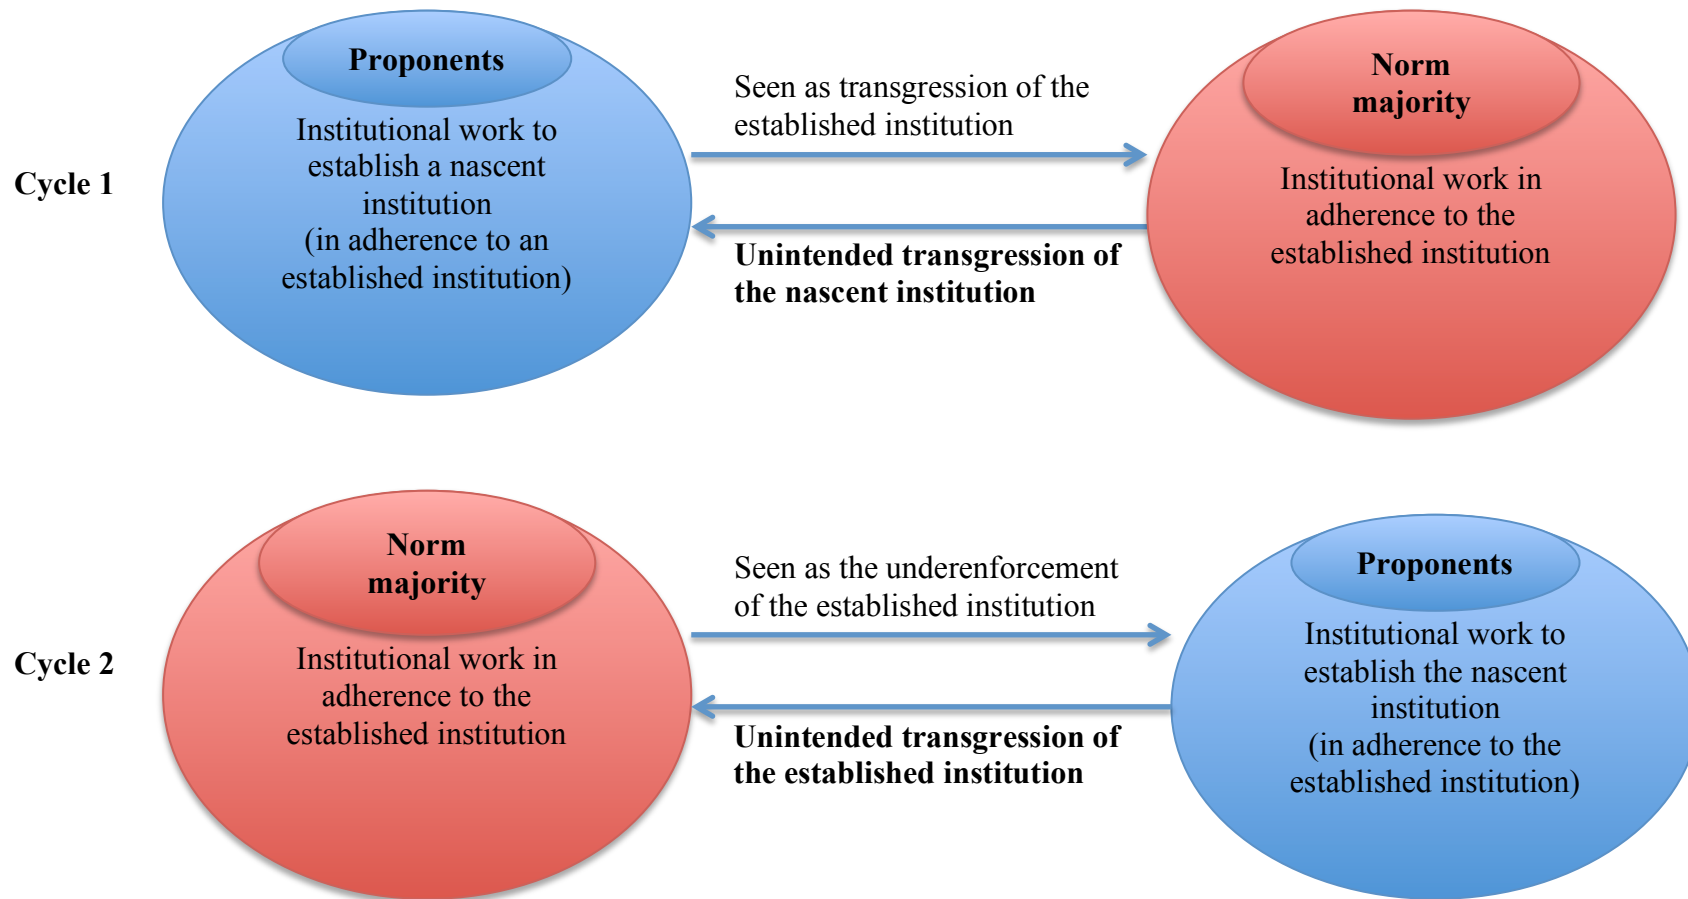 Cycle 1
Proponents
Institutional work to
establish a nascent
institution
(in adherence to an
established institution)
Seen as transgression of the
established institution
Unintended transgression of
the nascent institution
Norm
majority
Institutional work in
adherence to the
established institution
Cycle 2
Norm
majority
Institutional work in
adherence to the
established institution
Seen as the underenforcement
of the established institution
Unintended transgression of
the established institution
Proponents
Institutional work to
establish the nascent
institution
(in adherence to the
established institution)